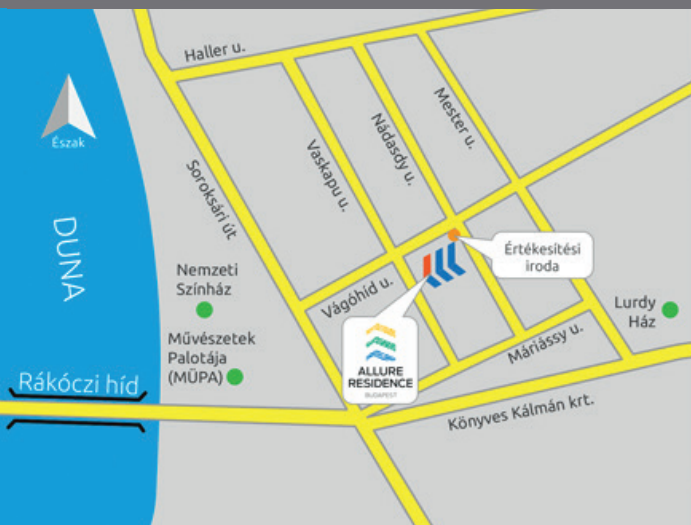 Haller u.
Észak
Mester u.
Nádasdy u.
Vaskapu u.
Soroksári út
DUNA
Értékesítési
iroda
Nemzeti
Színház
Vágóhíd u.
Lurdy
Ház
Művészetek
Palotája
(MÜPA)
Máriássy u.
ALLURE
RESIDENCE
BUDAPEST
Rákóczi híd
Könyves Kálmán krt.